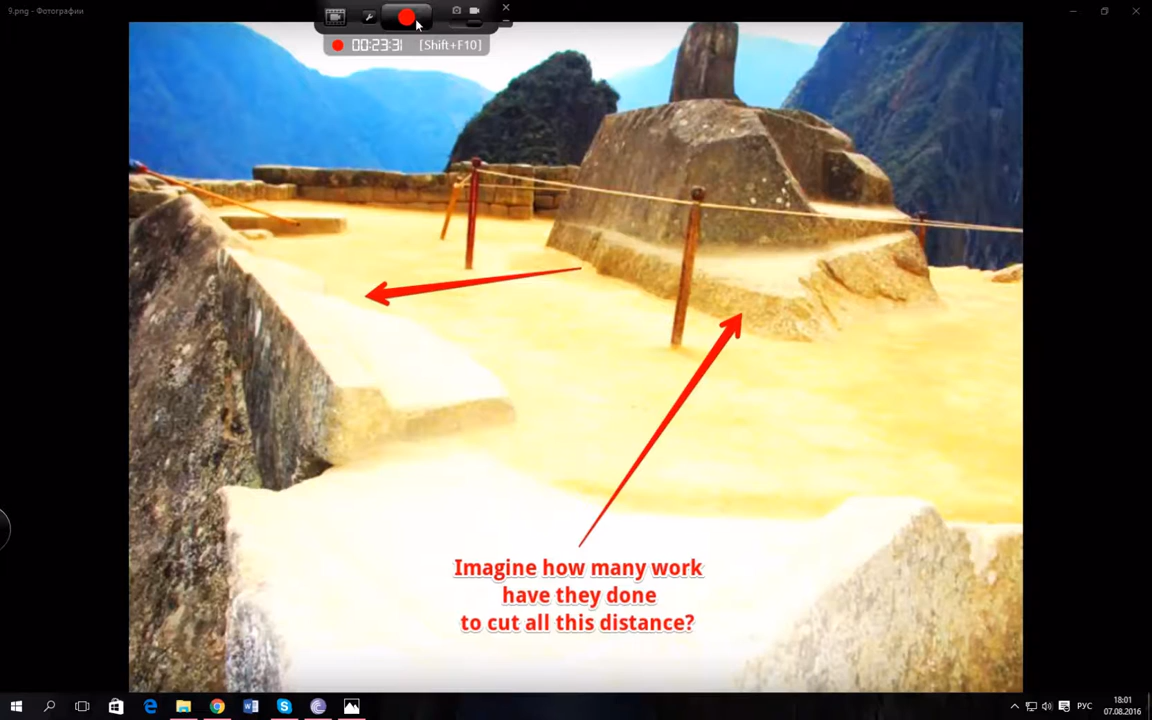 9.png - Фотографии
00:23:31 [Shift+F10]
Imagine how many work
have they done
to cut all this distance?
РУС
18:01
07.08.2016